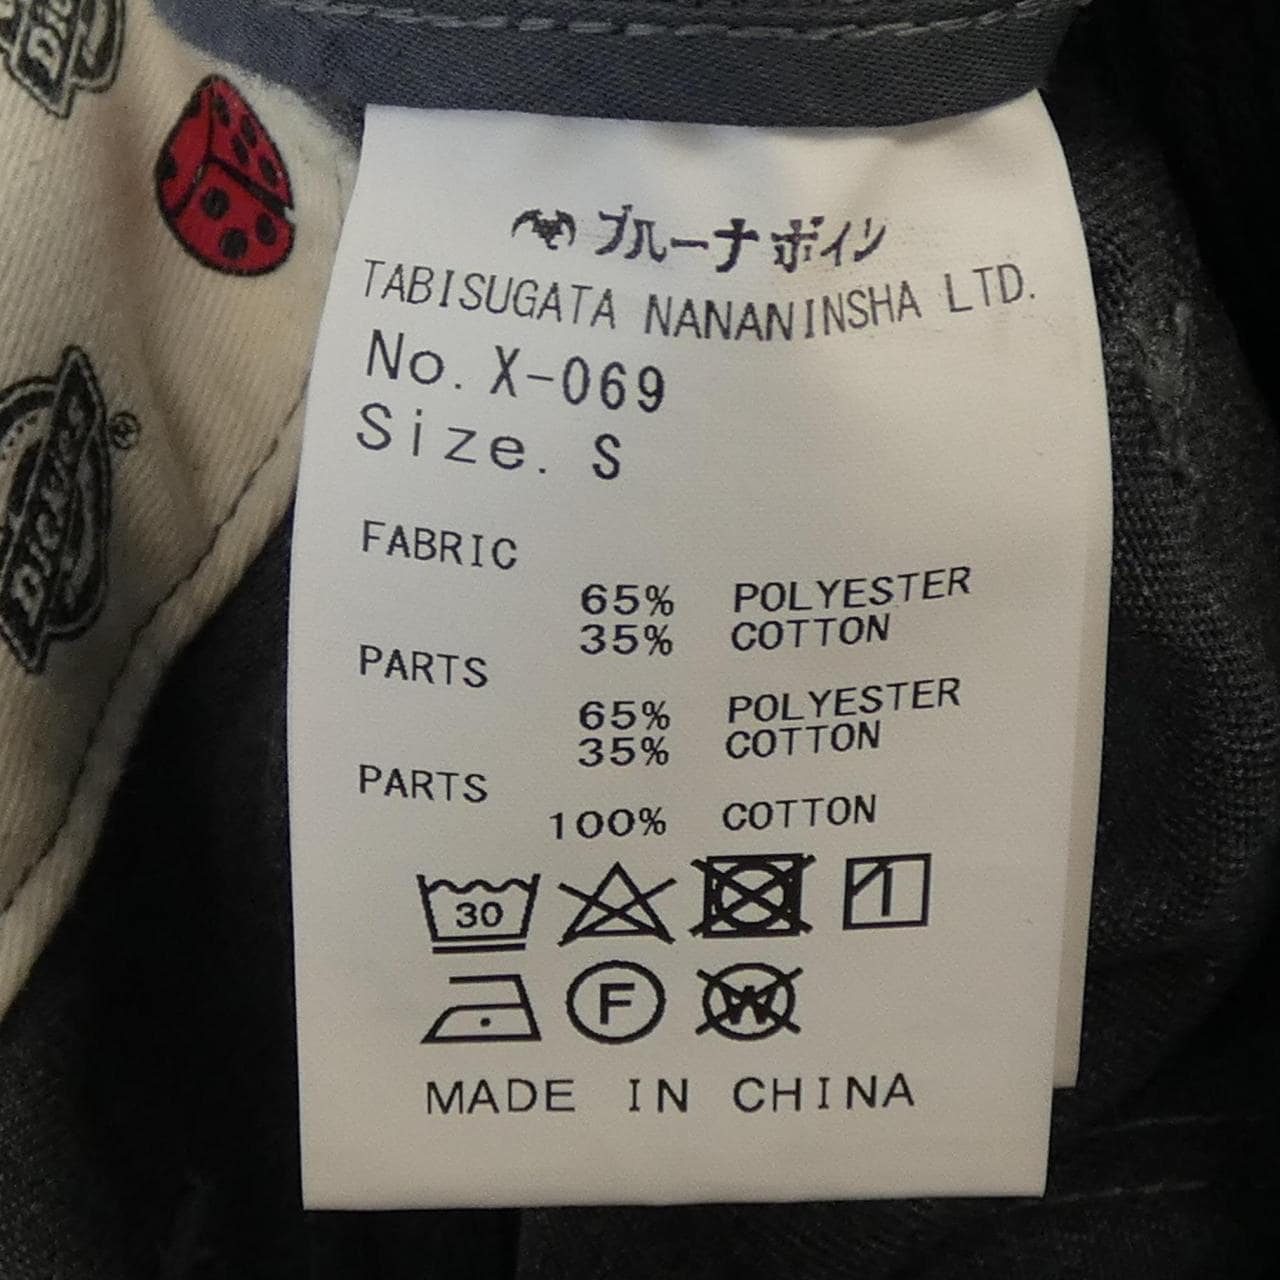 ブルーナボイン
TABISUGATA NANANINSHA LTD.
No. X-069
Size. S
FABRIC
65% POLYESTER
35% COTTON
PARTS
65% POLYESTER
35% COTTON
PARTS
100% COTTON
30
F
W
MADE IN CHINA
Dickies
®